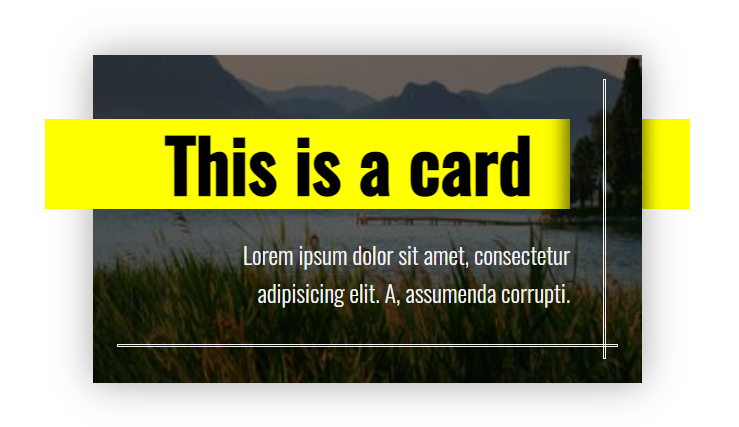 This is a card
Lorem ipsum dolor sit amet, consectetur
adipisicing elit. A, assumenda corrupti.